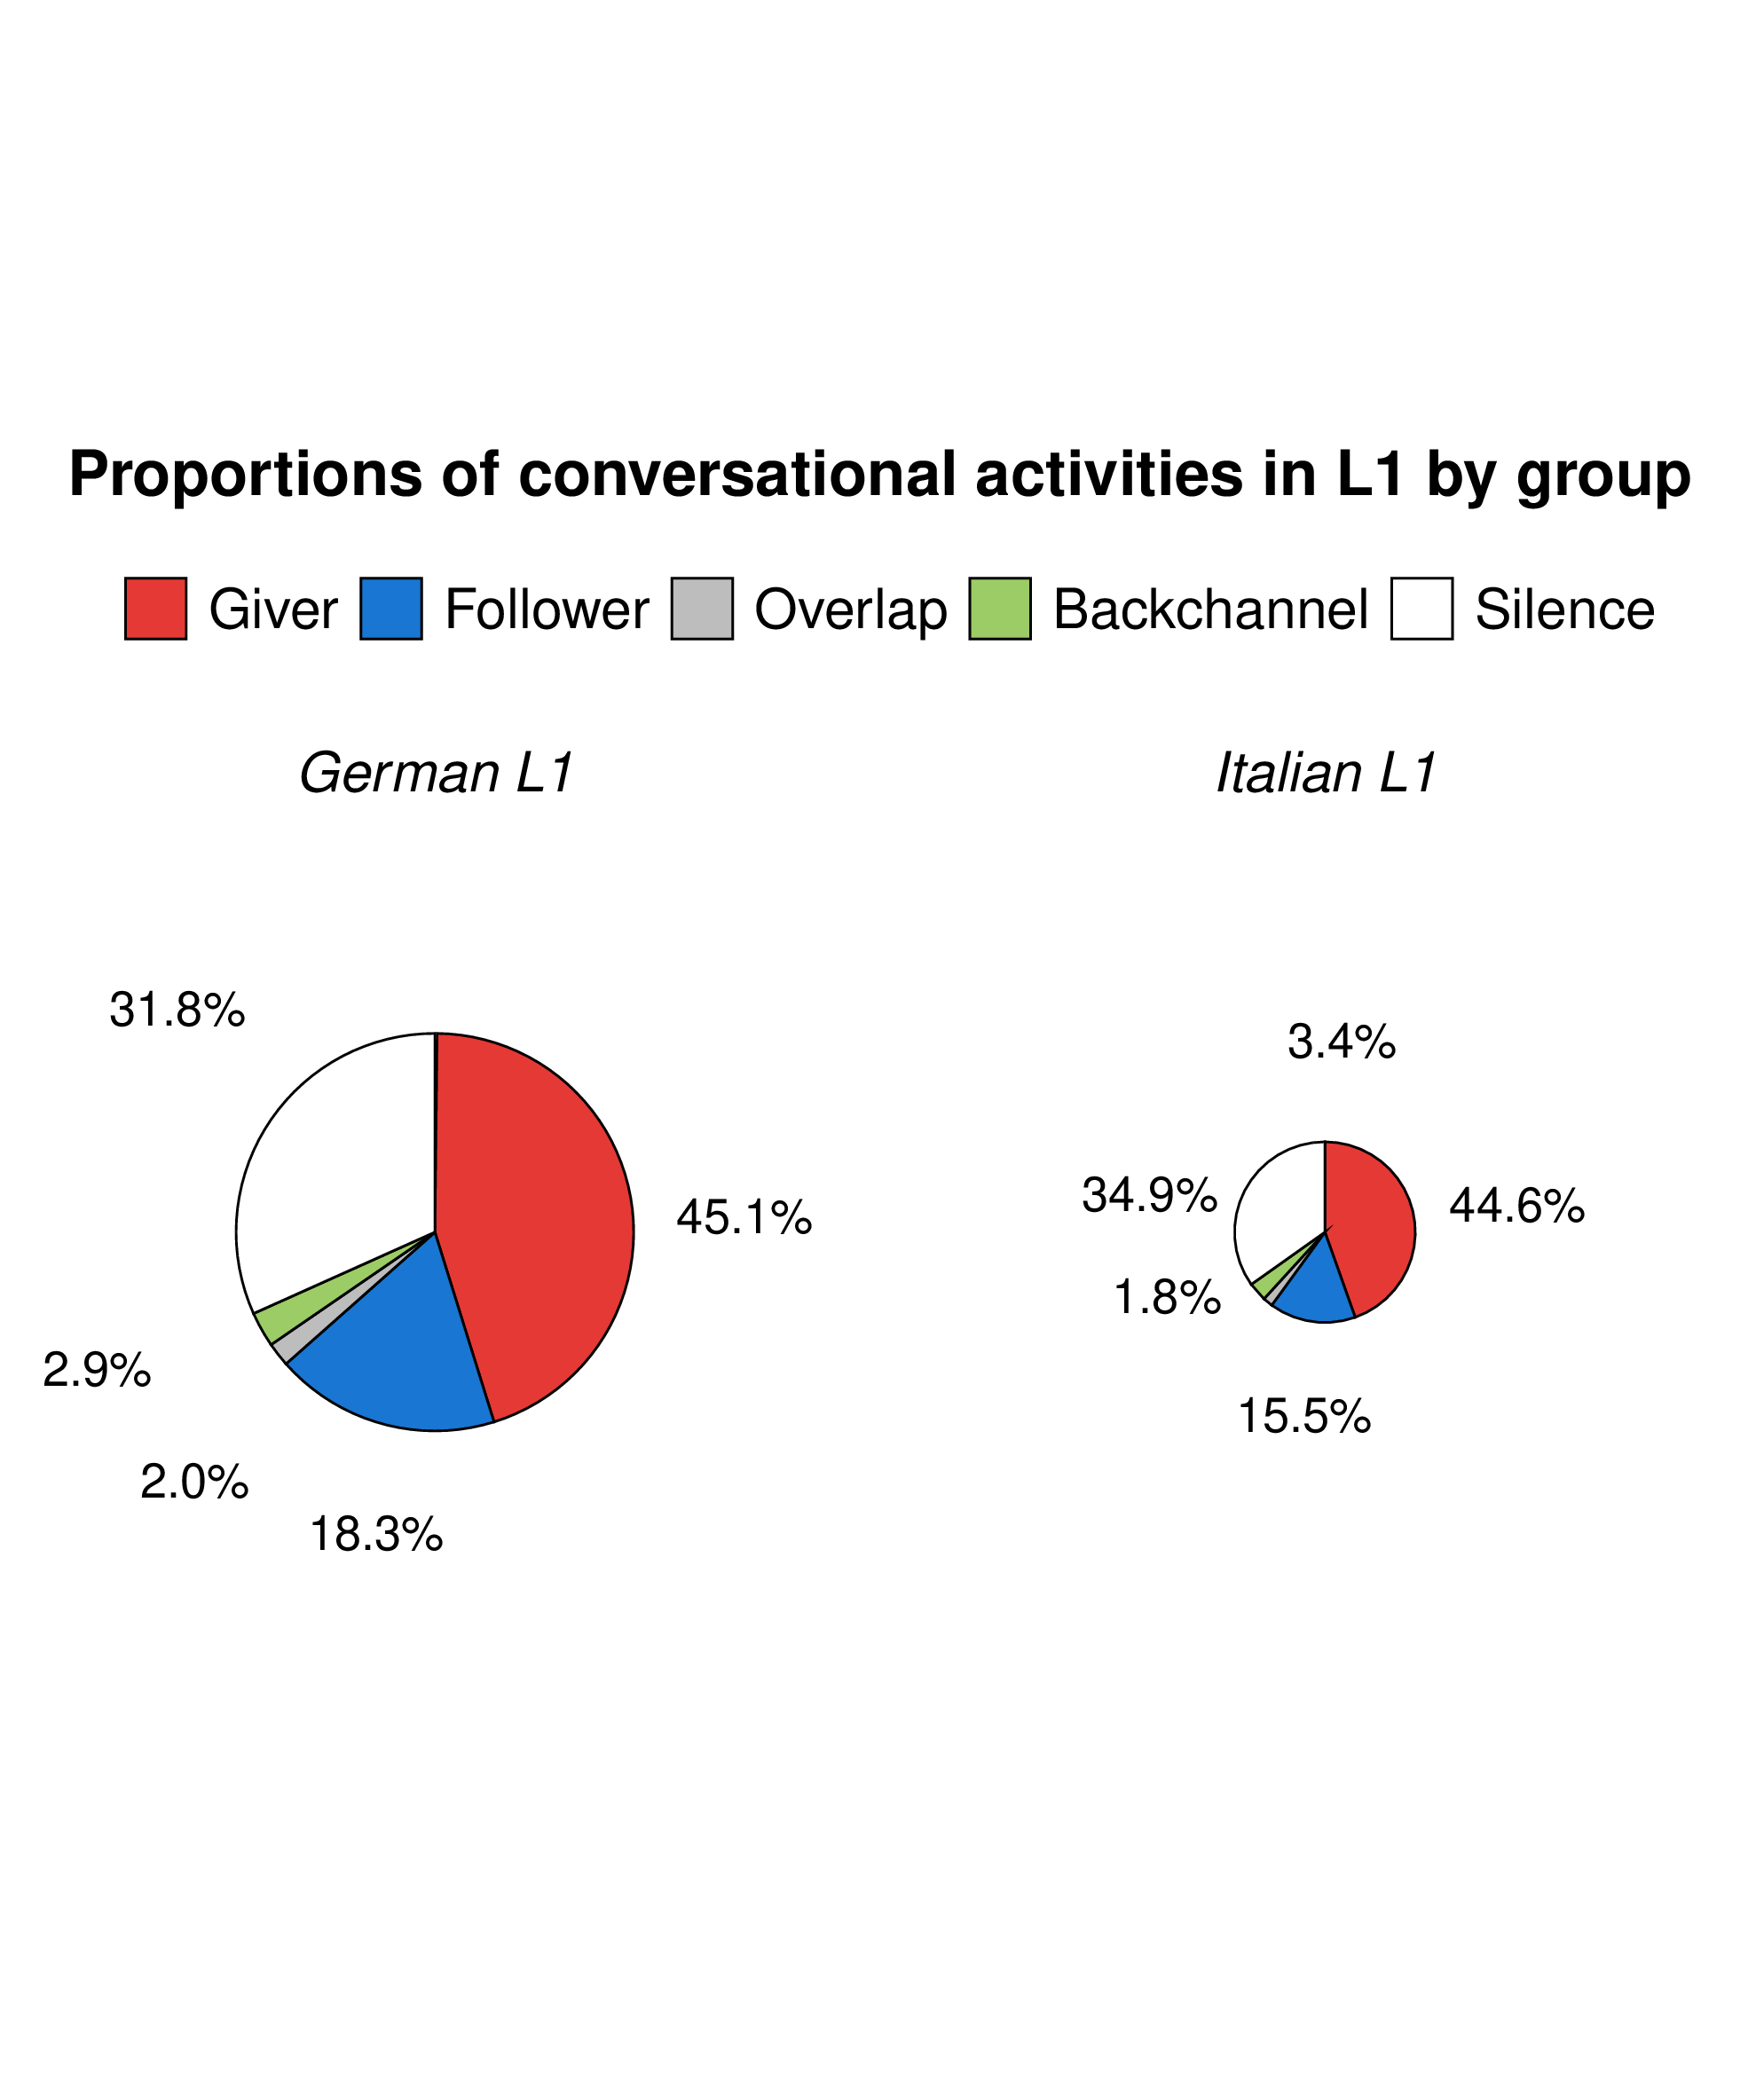 Proportions of conversational activities in L1 by group
Giver Follower Overlap Backchannel Silence
German L1
Italian L1
31.8%
45.1%
2.9%
2.0%
18.3%
3.4%
34.9%
44.6%
1.8%
15.5%